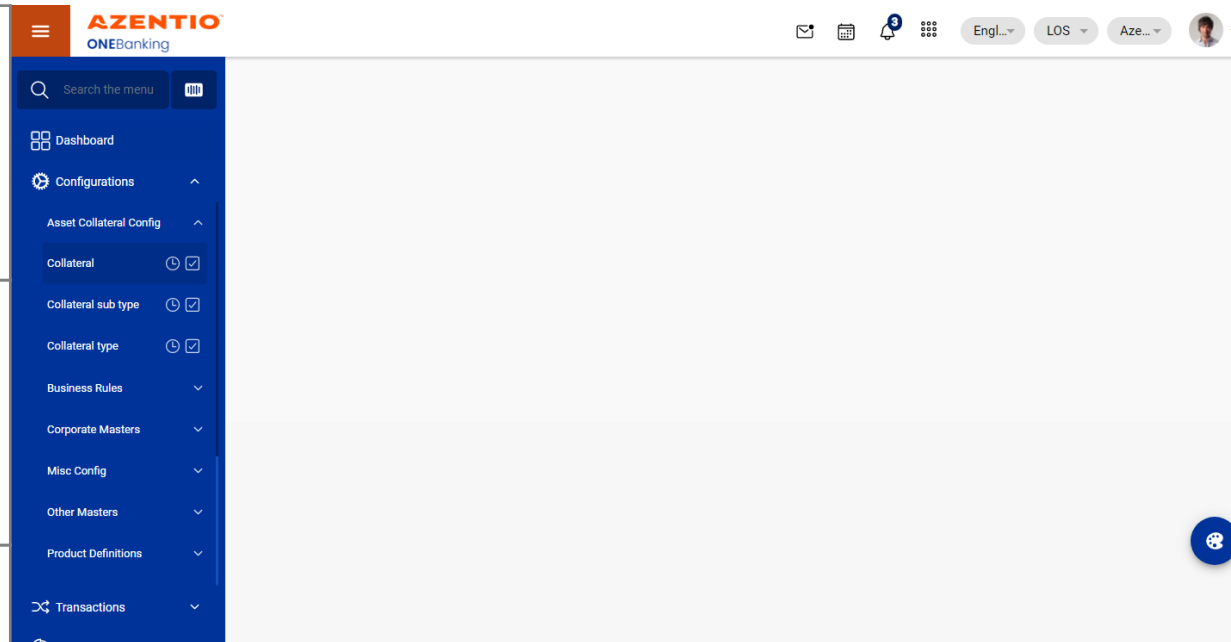 AZENTIO
ONEBanking
3
Engl...
LOS
Aze...
Search the menu
Dashboard
Configurations
Asset Collateral Config
Collateral
Collateral sub type
Collateral type
Business Rules
Corporate Masters
Misc Config
Other Masters
Product Definitions
Transactions